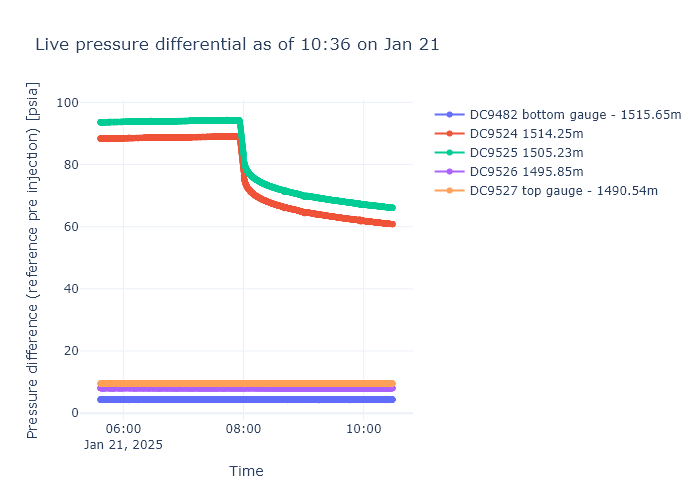 Live pressure differential as of 10:36 on Jan 21
Pressure difference (reference pre injection) [psia]
100
80
60
40
20
0
06:00
Jan 21, 2025
08:00
10:00
Time
DC9482 bottom gauge - 1515.65m
DC9524 1514.25m
DC9525 1505.23m
DC9526 1495.85m
DC9527 top gauge - 1490.54m